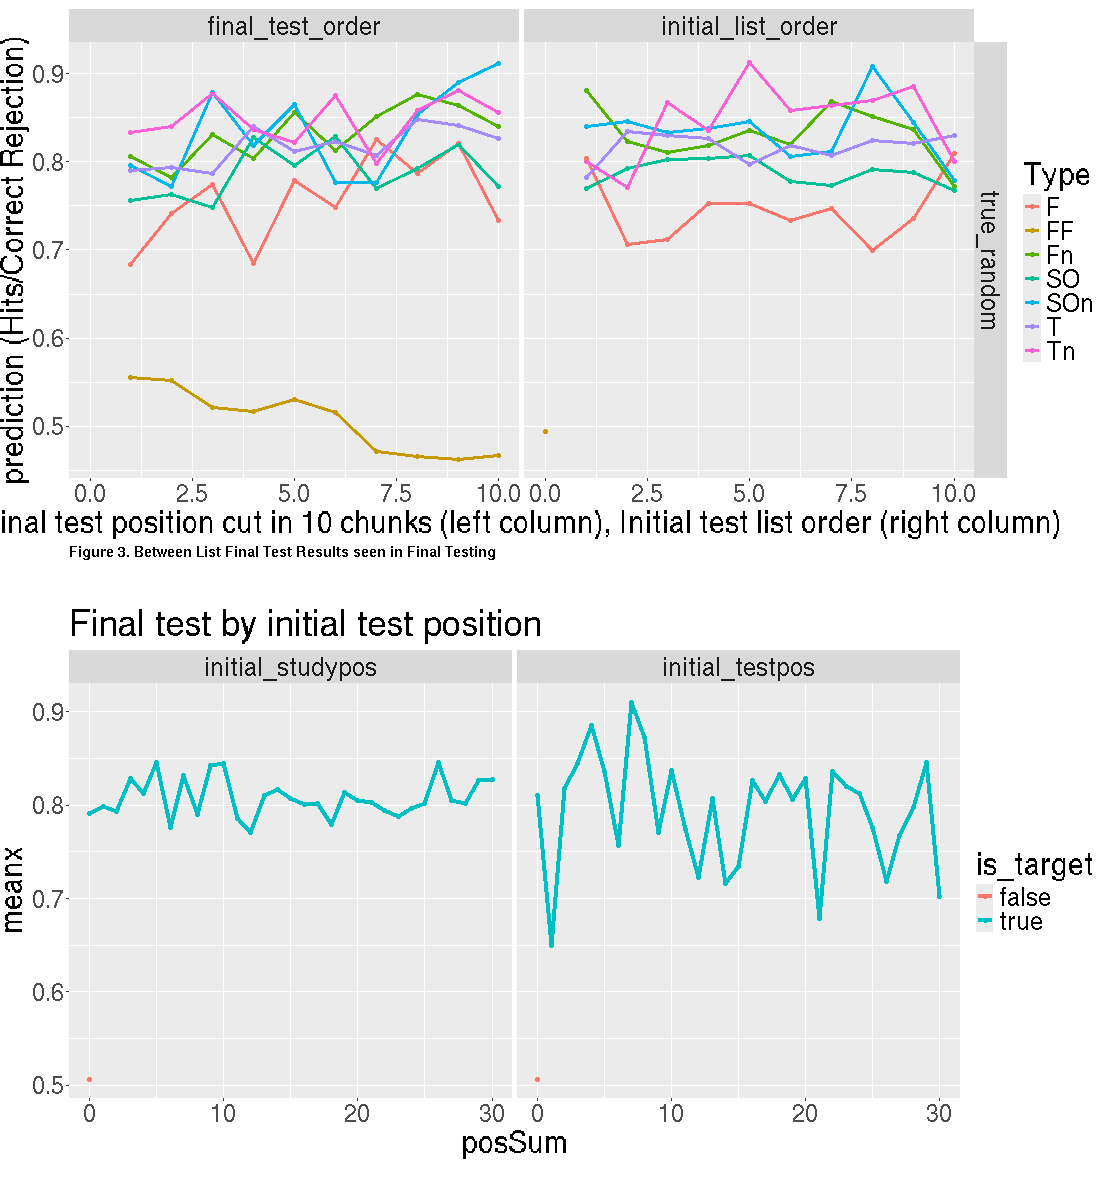 final_test_order
initial_list_order
prediction (Hits/Correct Rejection)
0.9
0.8
0.7
0.6
0.5
true_random
Type
F
FF
Fn
SO
SOn
T
Tn
0.0 2.5 5.0 7.5 10.0
0.0 2.5 5.0 7.5 10.0
inal test position cut in 10 chunks (left column), Initial test list order (right column)
Figure 3. Between List Final Test Results seen in Final Testing
Final test by initial test position
initial_studypos
initial_testpos
meanx
0.9
0.8
0.7
0.6
0.5
is_target
false
true
0 10 20 30
0 10 20 30
posSum